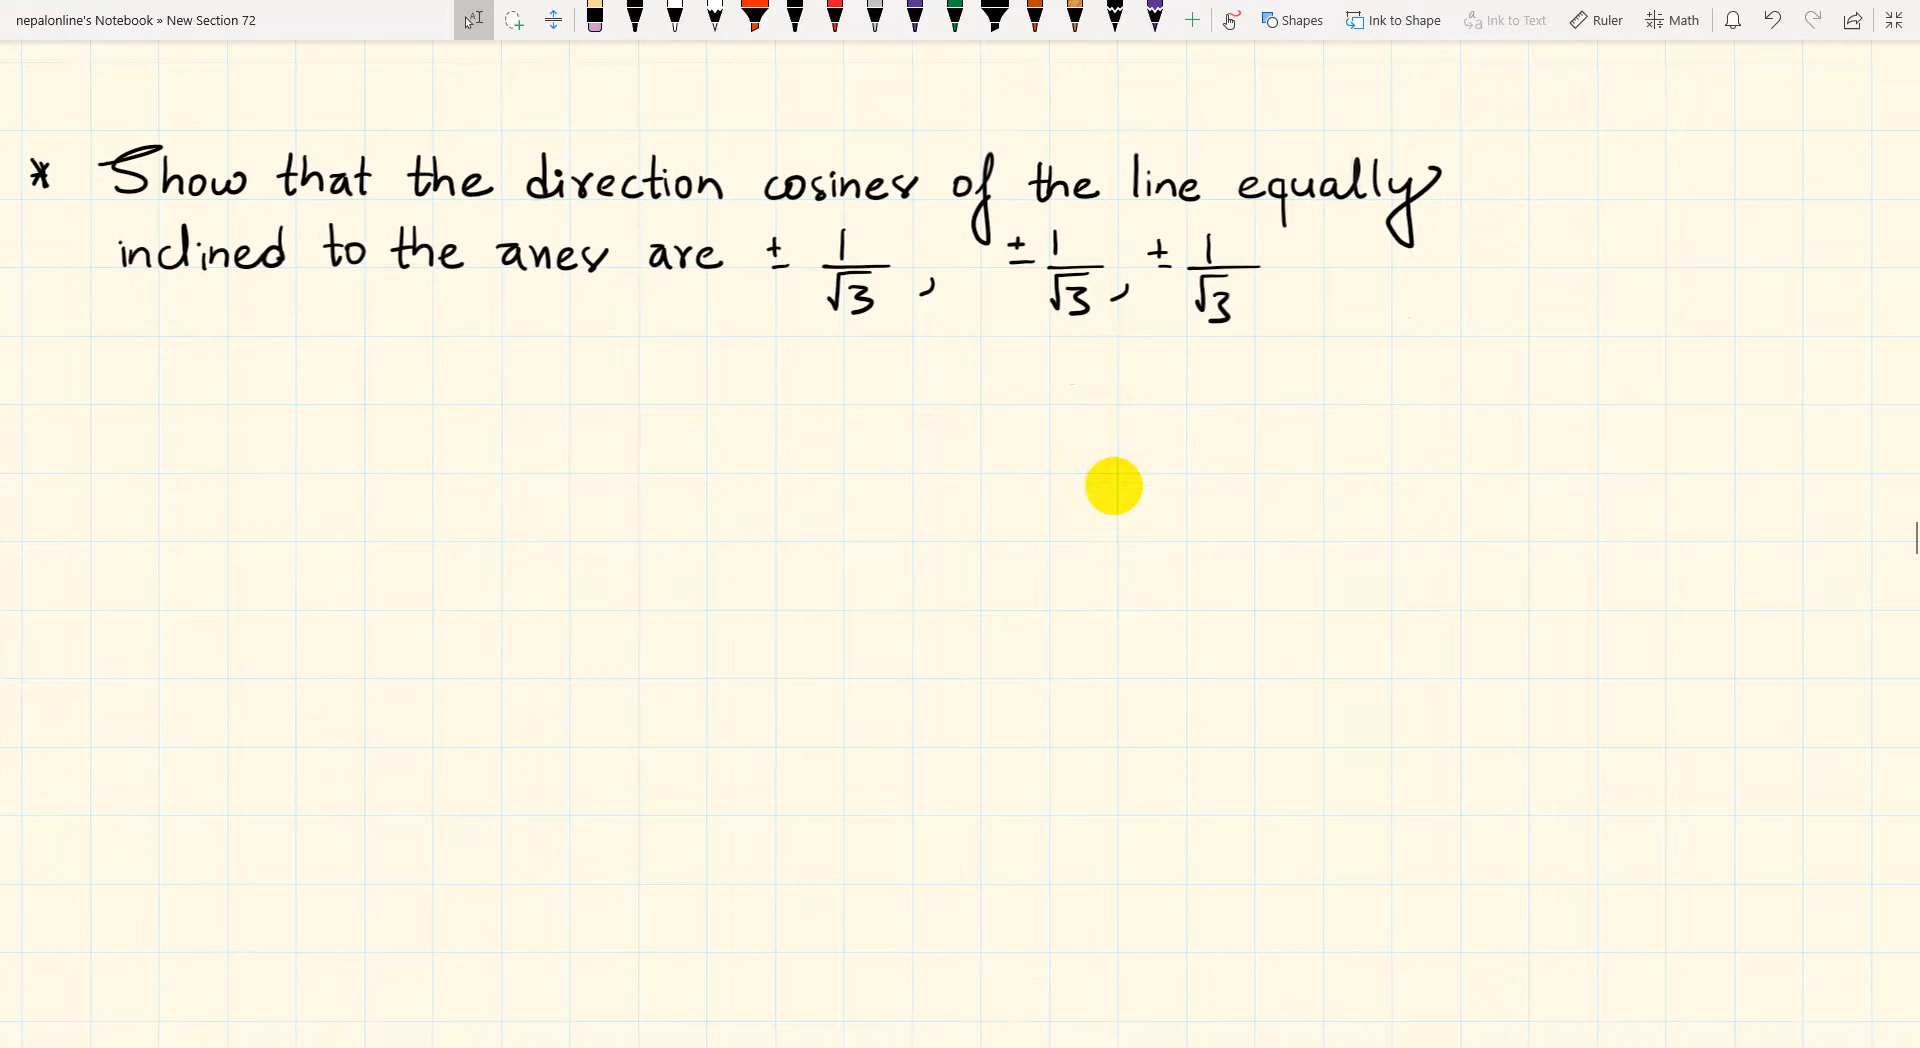 nepalonline's Notebook » New Section 72
Shapes Ink to Shape Ink to Text Ruler Math
* Show that the direction cosines of the line equally
inclined to the axes are ± 1/√3, ± 1/√3, ± 1/√3